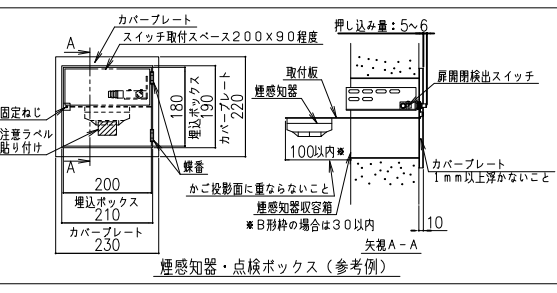 カバープレート
A
スイッチ取付スペース200×90程度
固定ねじ
注意ラベル
貼り付け
A
蝶番
180
埋込ボックス
190
カバープレート
220
200
埋込ボックス
210
カバープレート
230
押し込み量:5~6
取付板
煙感知器
扉開閉検出スイッチ
100以内※
かご投影面に重ならないこと
煙感知器収容箱
※B形枠の場合は30以内
カバープレート
1mm以上浮かないこと
10
矢視A-A
煙感知器・点検ボックス(参考例)